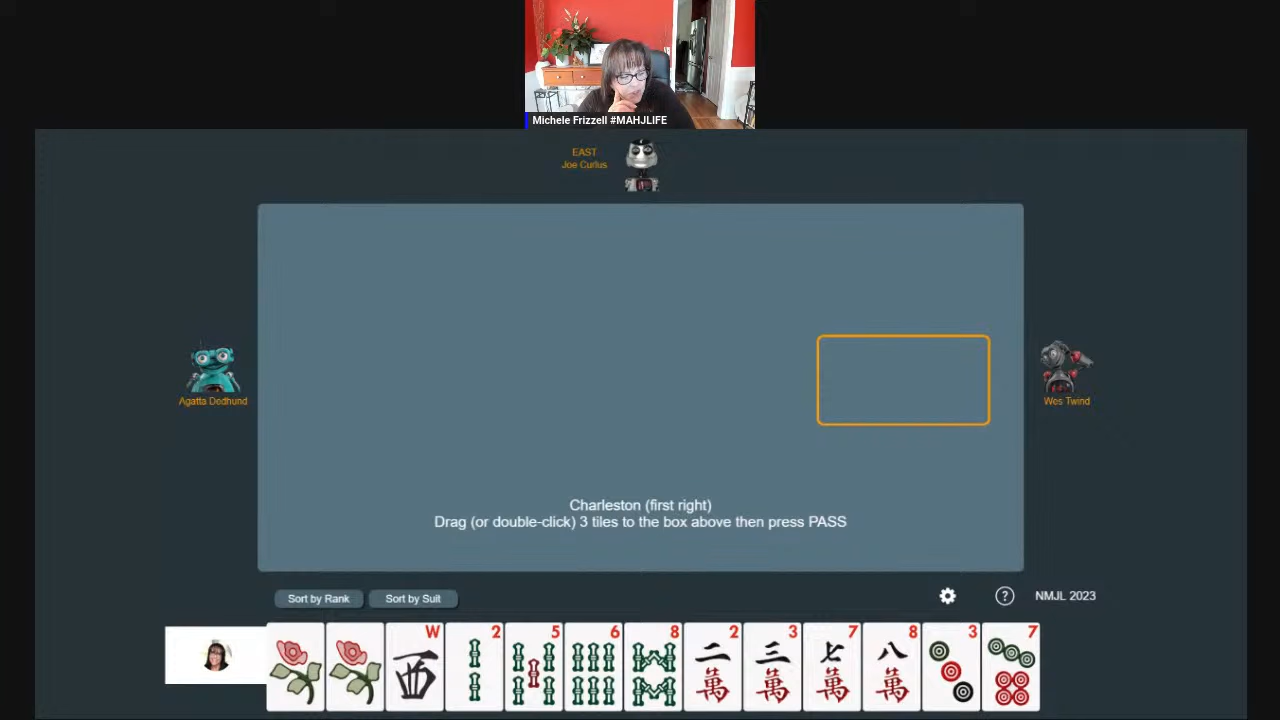 Michele Frizzell #MAHJLIFE
EAST
Joe Curlus
Agatta Dedhund
Wes Twind
Charleston (first right)
Drag (or double-click) 3 tiles to the box above then press PASS
Sort by Rank
Sort by Suit
?
NMJL 2023
W 2 5 6 8 2 3 7 8 3 7
西 二萬 三萬 七萬 八萬